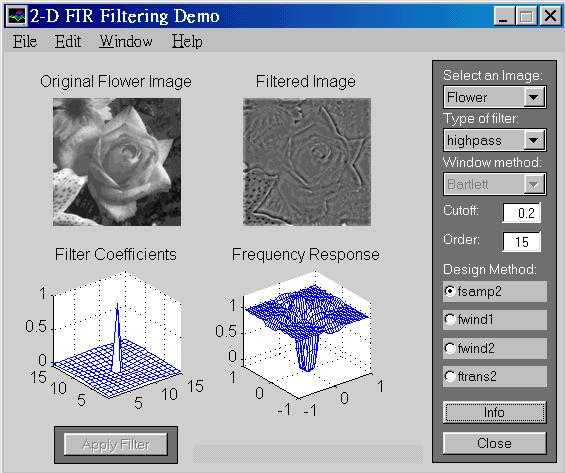 2-D FIR Filtering Demo
File Edit Window Help
Original Flower Image
Filtered Image
Filter Coefficients
1
0.5
0
15
10
5
5
10
15
Frequency Response
1
0.5
0
1
0
-1
-1
0
1
Apply Filter
Select an Image:
Flower
Type of filter:
highpass
Window method:
Bartlett
Cutoff: 0.2
Order: 15
Design Method:
fsamp2
fwind1
fwind2
ftrans2
Info
Close